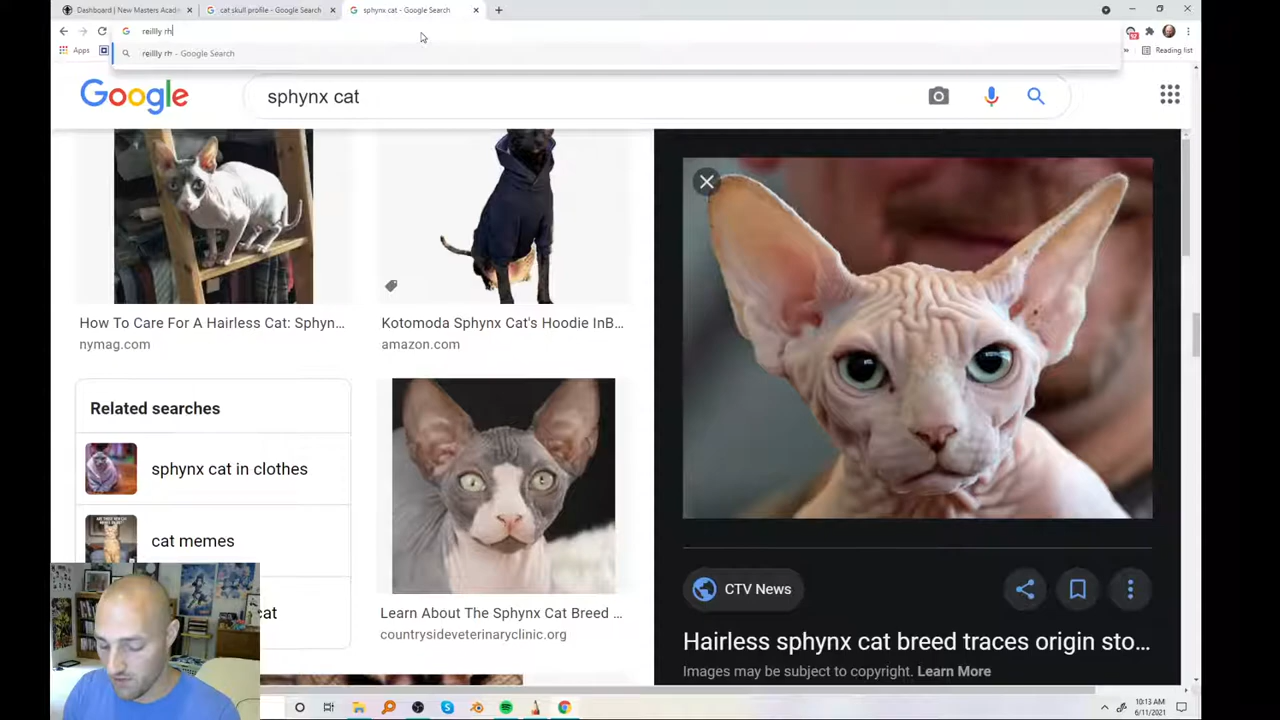 Dashboard | New Masters Acad
cat skull profile - Google Search
sphynx cat - Google Search
reillly rh
Apps
Reading list
reillly rh - Google Search
Google
sphynx cat
How To Care For A Hairless Cat: Sphyn...
nymag.com
Kotomoda Sphynx Cat's Hoodie InB...
amazon.com
Related searches
sphynx cat in clothes
cat memes
cat
Learn About The Sphynx Cat Breed ...
countrysideveterinaryclinic.org
CTV News
Hairless sphynx cat breed traces origin sto...
Images may be subject to copyright. Learn More
10:13 AM
6/11/2021